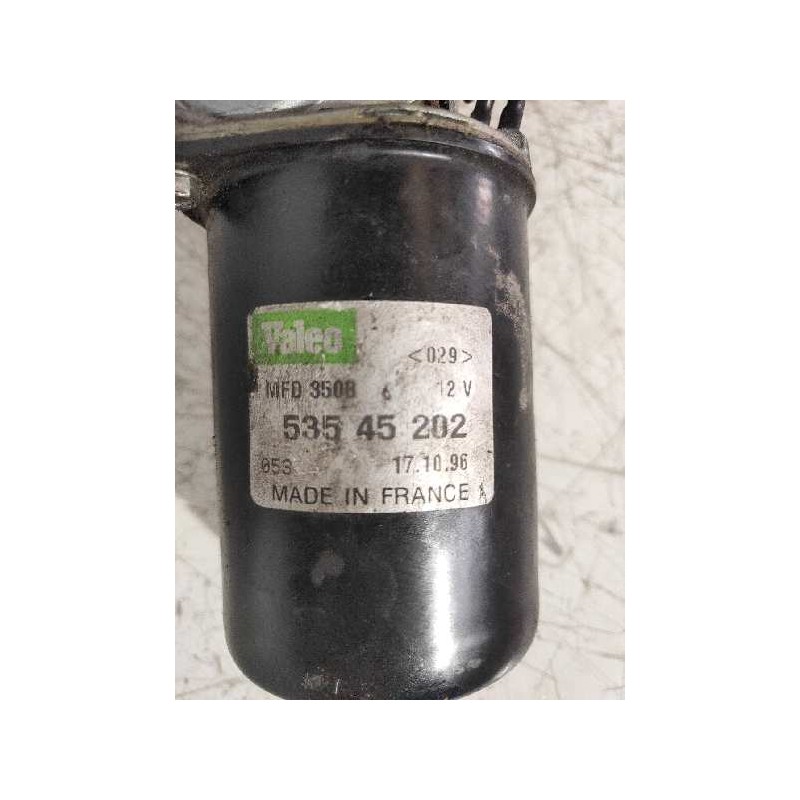 Valeo
<029>
MFD 350B 12 V
535 45 202
053 17.10.96
MADE IN FRANCE